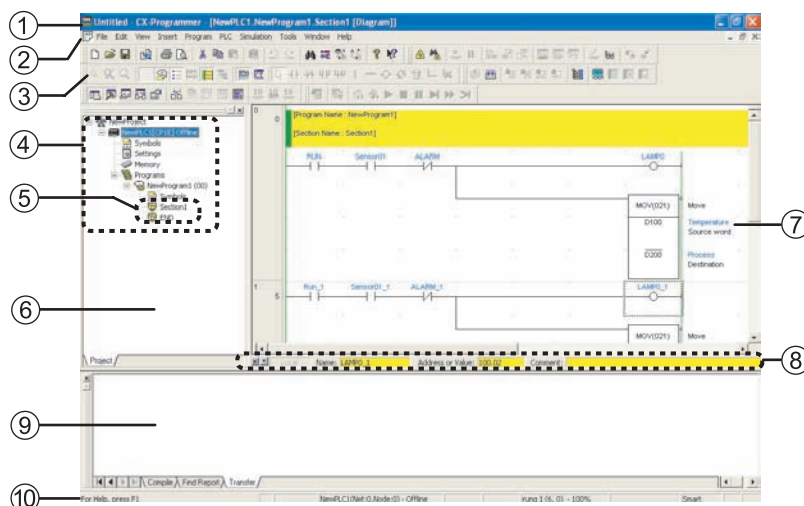 ① Untitled - CX-Programmer - [NewPLC1.NewProgram1.Section1 [Diagram]]
② File Edit View Insert Program PLC Simulation Tools Window Help
③
④
⑤
⑥
⑦
⑧
⑨
⑩
NewProject
NewPLC1[CP1E] Offline
Symbols
Settings
Memory
Programs
NewProgram1 (00)
Symbols
Section1
END
Project
0
0
[Program Name : NewProgram1]
[Section Name : Section1]
RUN Sensor01 ALARM LAMP0
MOV(021) Move
D100 Temperature
Source word
D200 Process
Destination
1
5
Run_1 Sensor01_1 ALARM_1 LAMP0_1
MOV(021) Move
Name: LAMP0_1 Address or Value: 100.02 Comment:
Compile Find Report Transfer
For Help, press F1 NewPLC1(Net:0,Node:0) - Offline rung 1 (6, 0) - 100% Smart